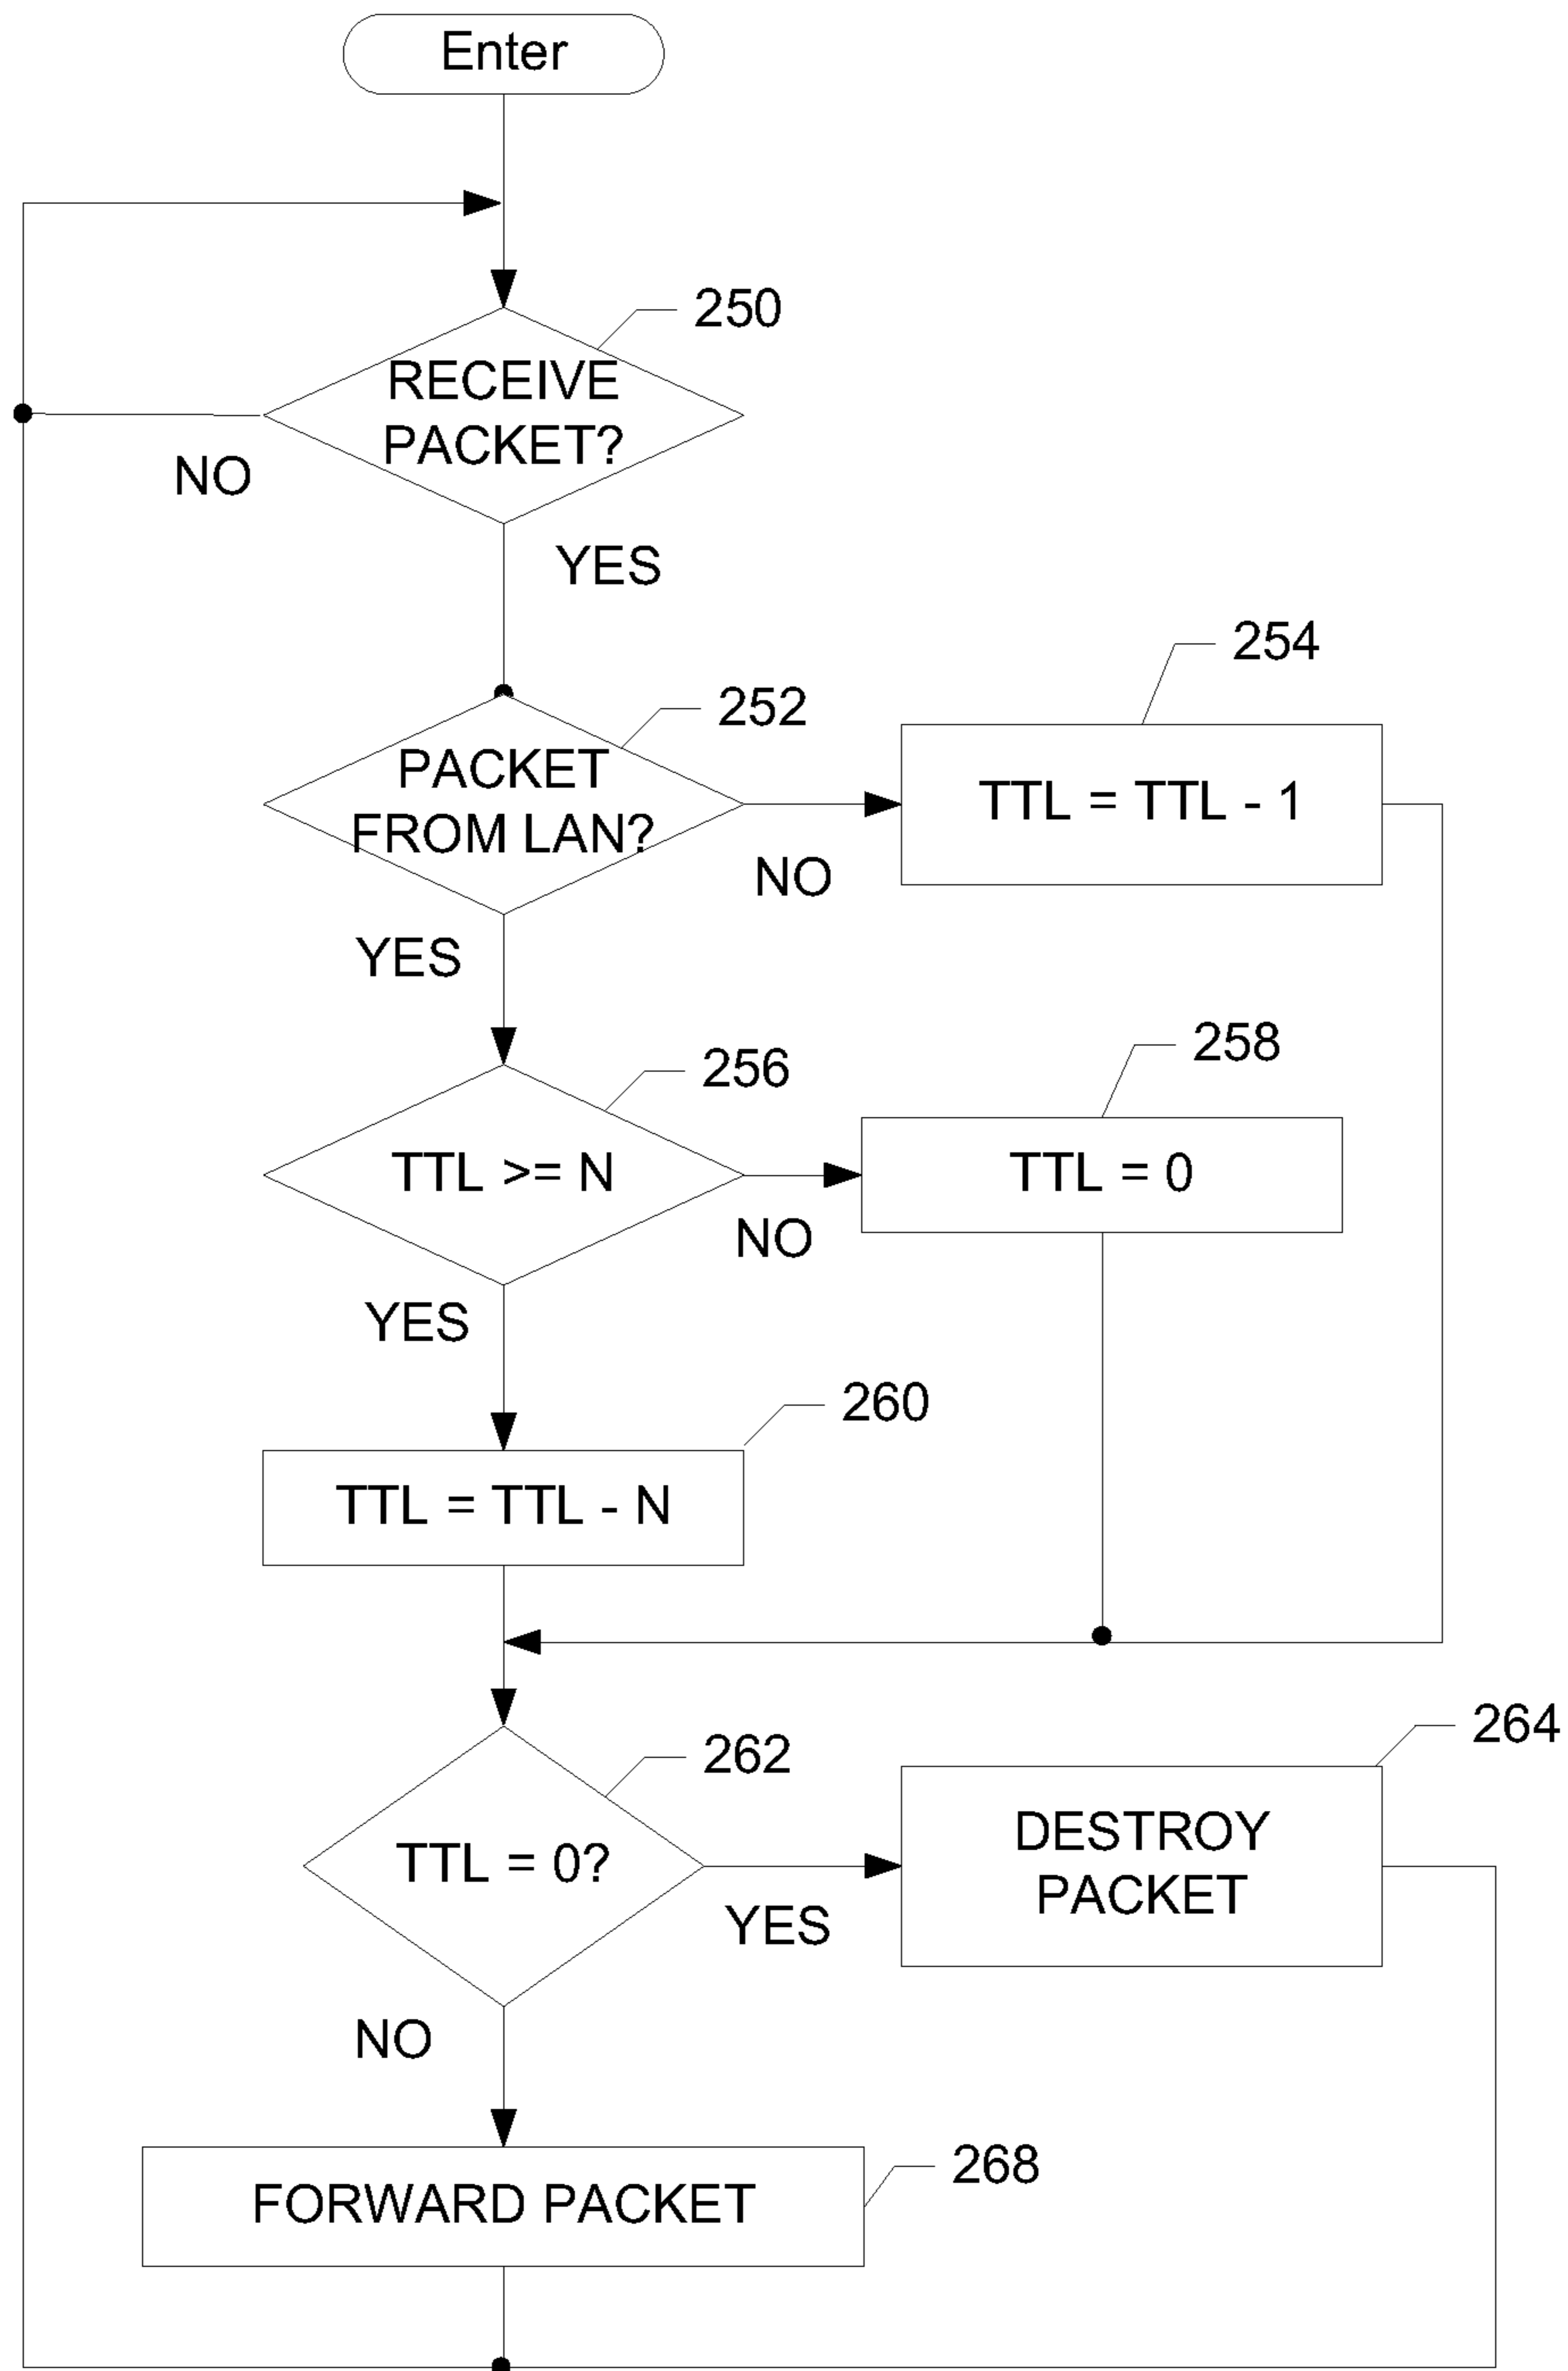 Enter
250
RECEIVE
PACKET?
NO
YES
254
252
PACKET
FROM LAN?
TTL = TTL - 1
NO
YES
258
256
TTL >= N
TTL = 0
NO
YES
260
TTL = TTL - N
264
262
TTL = 0?
DESTROY
PACKET
YES
NO
268
FORWARD PACKET